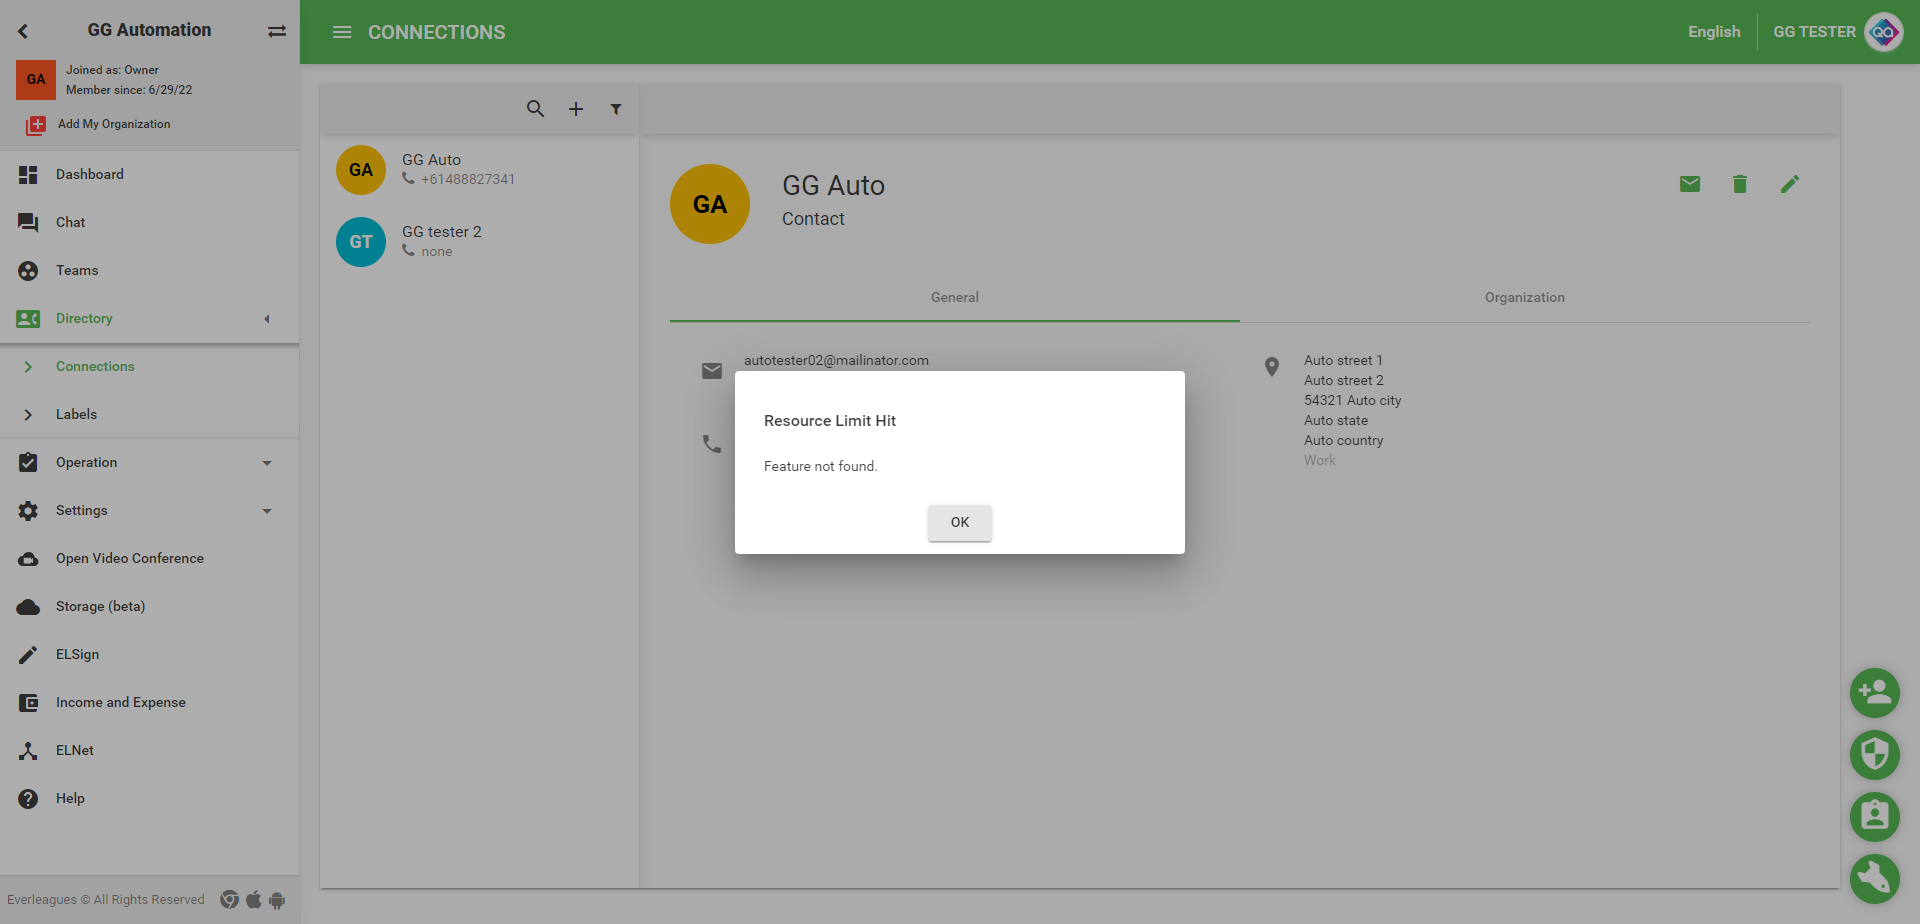 GG Automation
GA
Joined as: Owner
Member since: 6/29/22
Add My Organization
Dashboard
Chat
Teams
Directory
Connections
Labels
Operation
Settings
Open Video Conference
Storage (beta)
ELSign
Income and Expense
ELNet
Help
Everleagues © All Rights Reserved
CONNECTIONS
English
GG TESTER
QA
GA
GG Auto
+61488827341
GT
GG tester 2
none
GA
GG Auto
Contact
General
Organization
autotester02@mailinator.com
Auto street 1
Auto street 2
54321 Auto city
Auto state
Auto country
Work
Resource Limit Hit
Feature not found.
OK